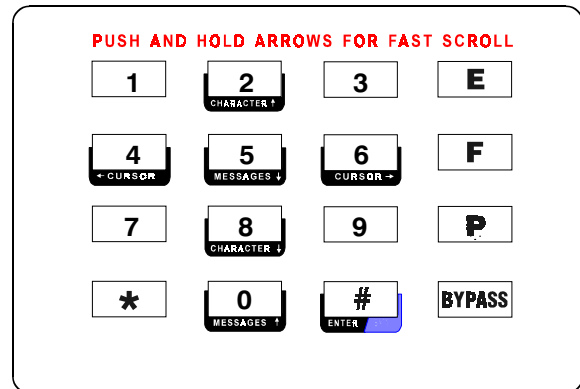 PUSH AND HOLD ARROWS FOR FAST SCROLL
1 2 3 E
CHARACTER ↑
4 5 6 F
← CURSOR MESSAGES ↓ CURSOR →
7 8 9 P
CHARACTER ↓
* 0 # BYPASS
MESSAGES ↑ ENTER